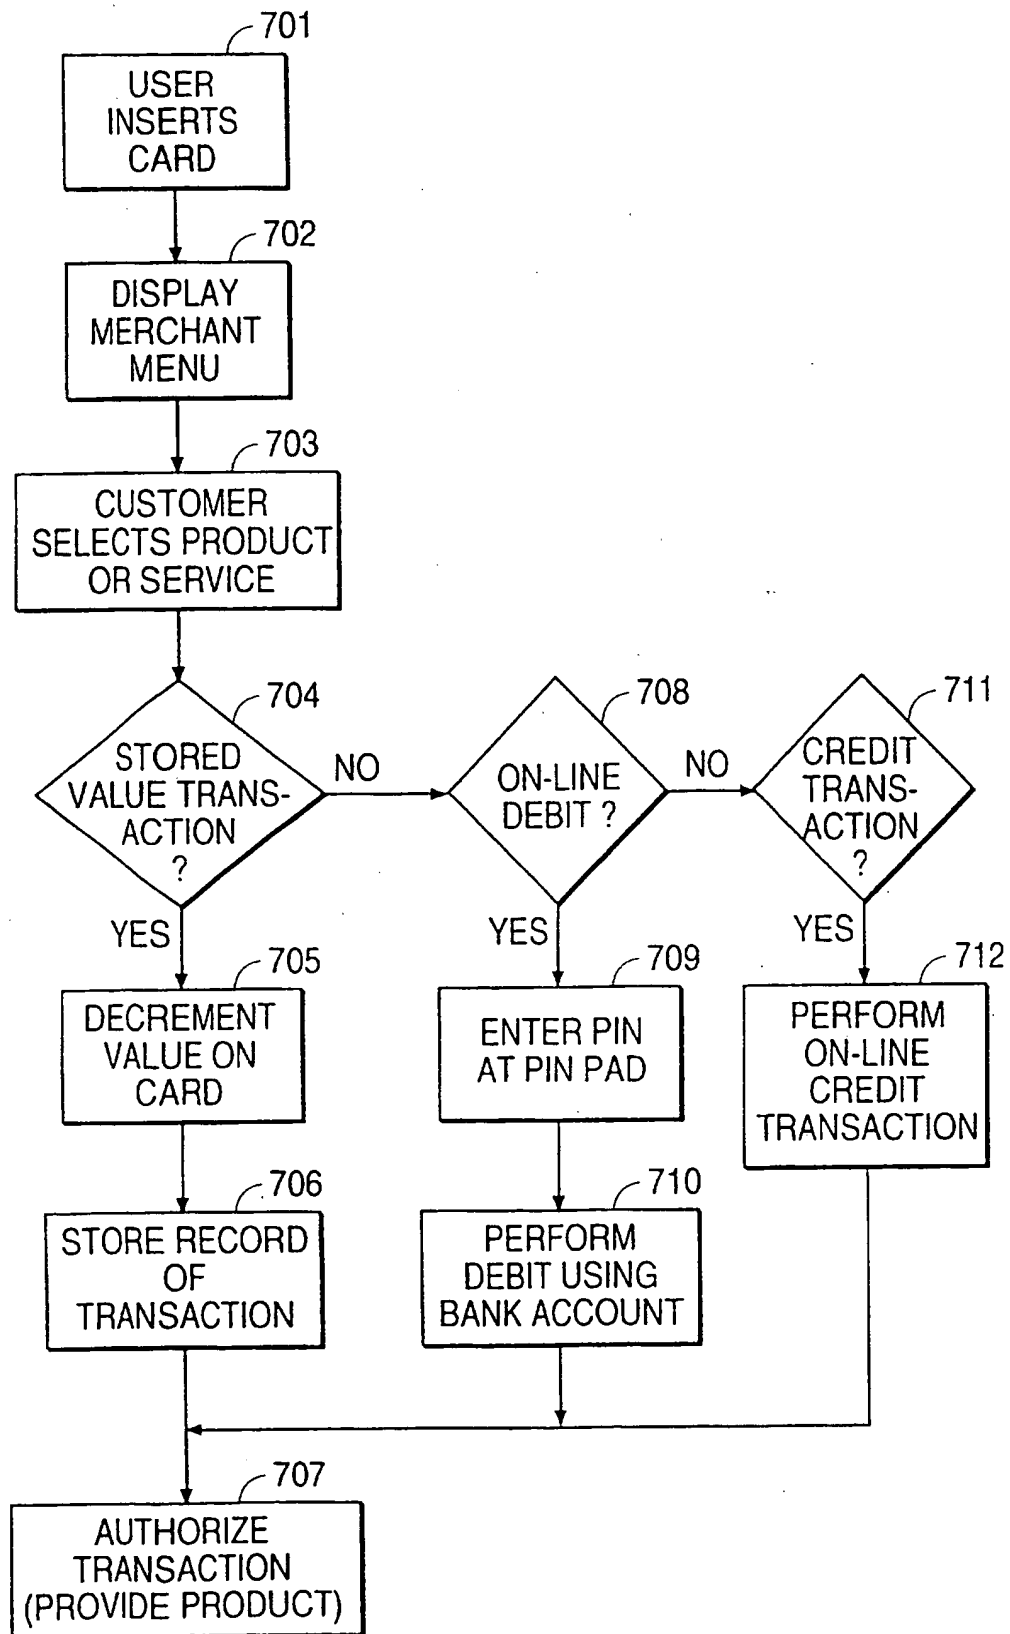 701
USER
INSERTS
CARD
702
DISPLAY
MERCHANT
MENU
703
CUSTOMER
SELECTS PRODUCT
OR SERVICE
704
STORED
VALUE TRANS-
ACTION
?
NO
YES
708
ON-LINE
DEBIT ?
NO
YES
711
CREDIT
TRANS-
ACTION
?
YES
705
DECREMENT
VALUE ON
CARD
709
ENTER PIN
AT PIN PAD
712
PERFORM
ON-LINE
CREDIT
TRANSACTION
706
STORE RECORD
OF
TRANSACTION
710
PERFORM
DEBIT USING
BANK ACCOUNT
707
AUTHORIZE
TRANSACTION
(PROVIDE PRODUCT)